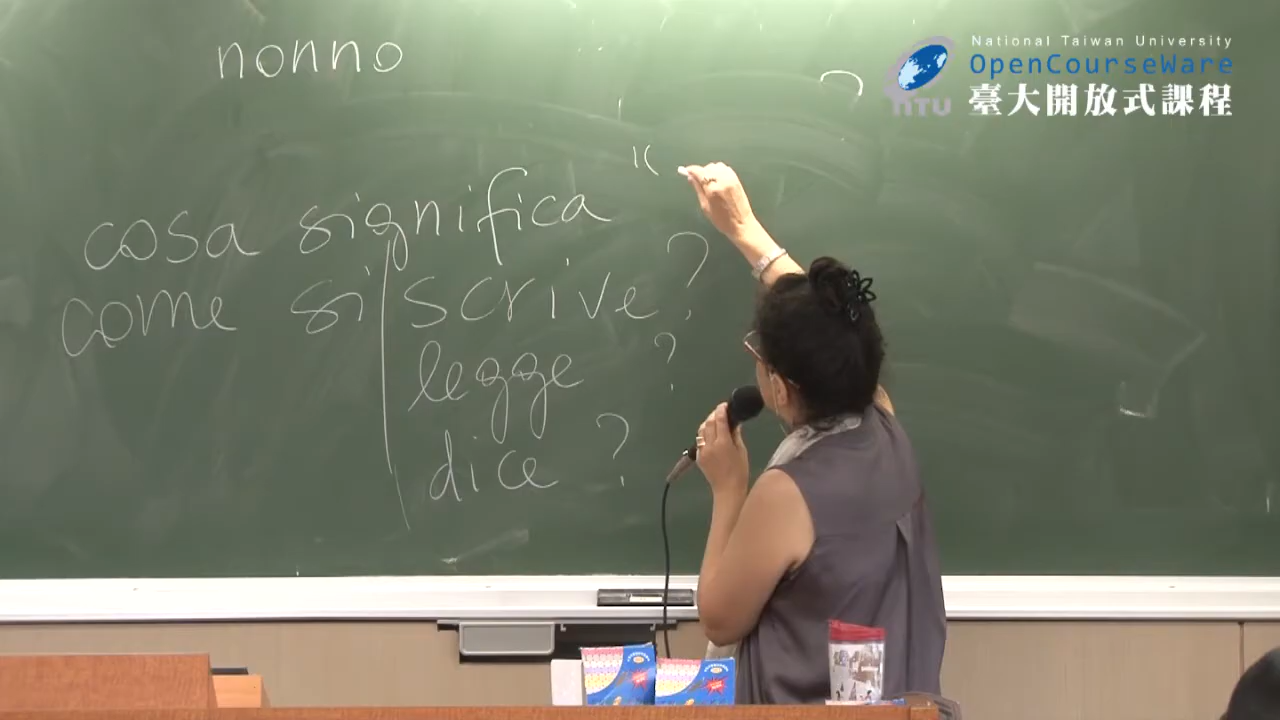 nonno
National Taiwan University
OpenCourseWare
臺大開放式課程
NTU
cosa significa "
come si scrive?
legge ?
dice ?